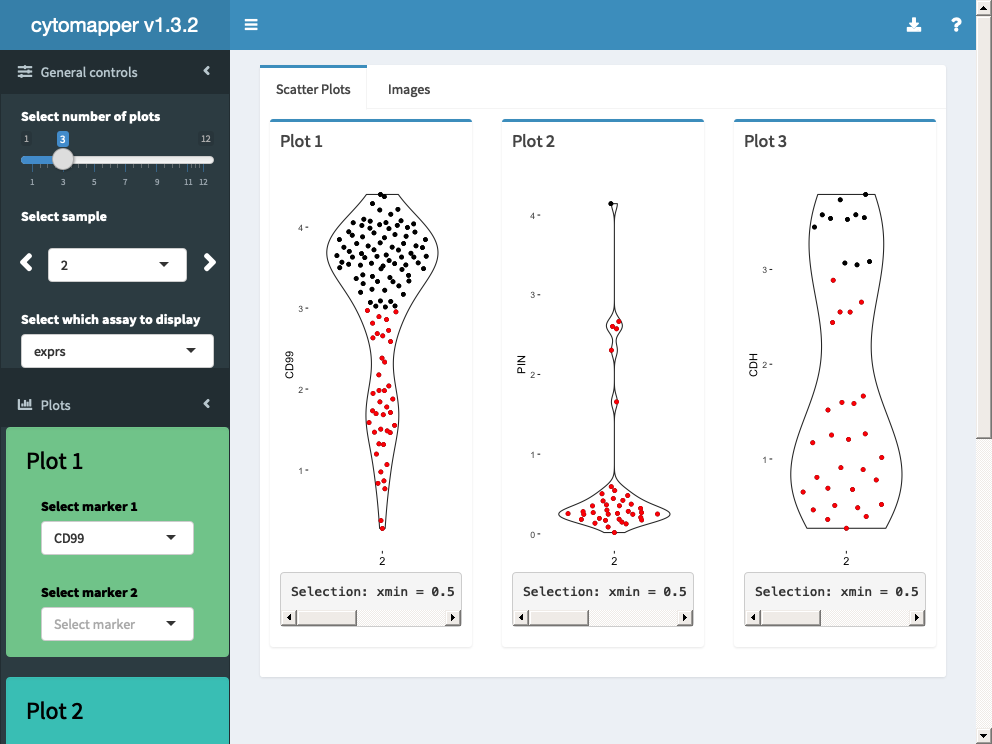 cytomapper v1.3.2
?
General controls
Select number of plots
1 3 12
1 3 5 7 9 11 12
Select sample
2
Select which assay to display
exprs
Plots
Plot 1
Select marker 1
CD99
Select marker 2
Select marker
Plot 2
Scatter Plots Images
Plot 1
4
3
2
1
CD99
2
Selection: xmin = 0.5
Plot 2
4
3
2
1
0
PIN
2
Selection: xmin = 0.5
Plot 3
3
2
1
CDH
2
Selection: xmin = 0.5